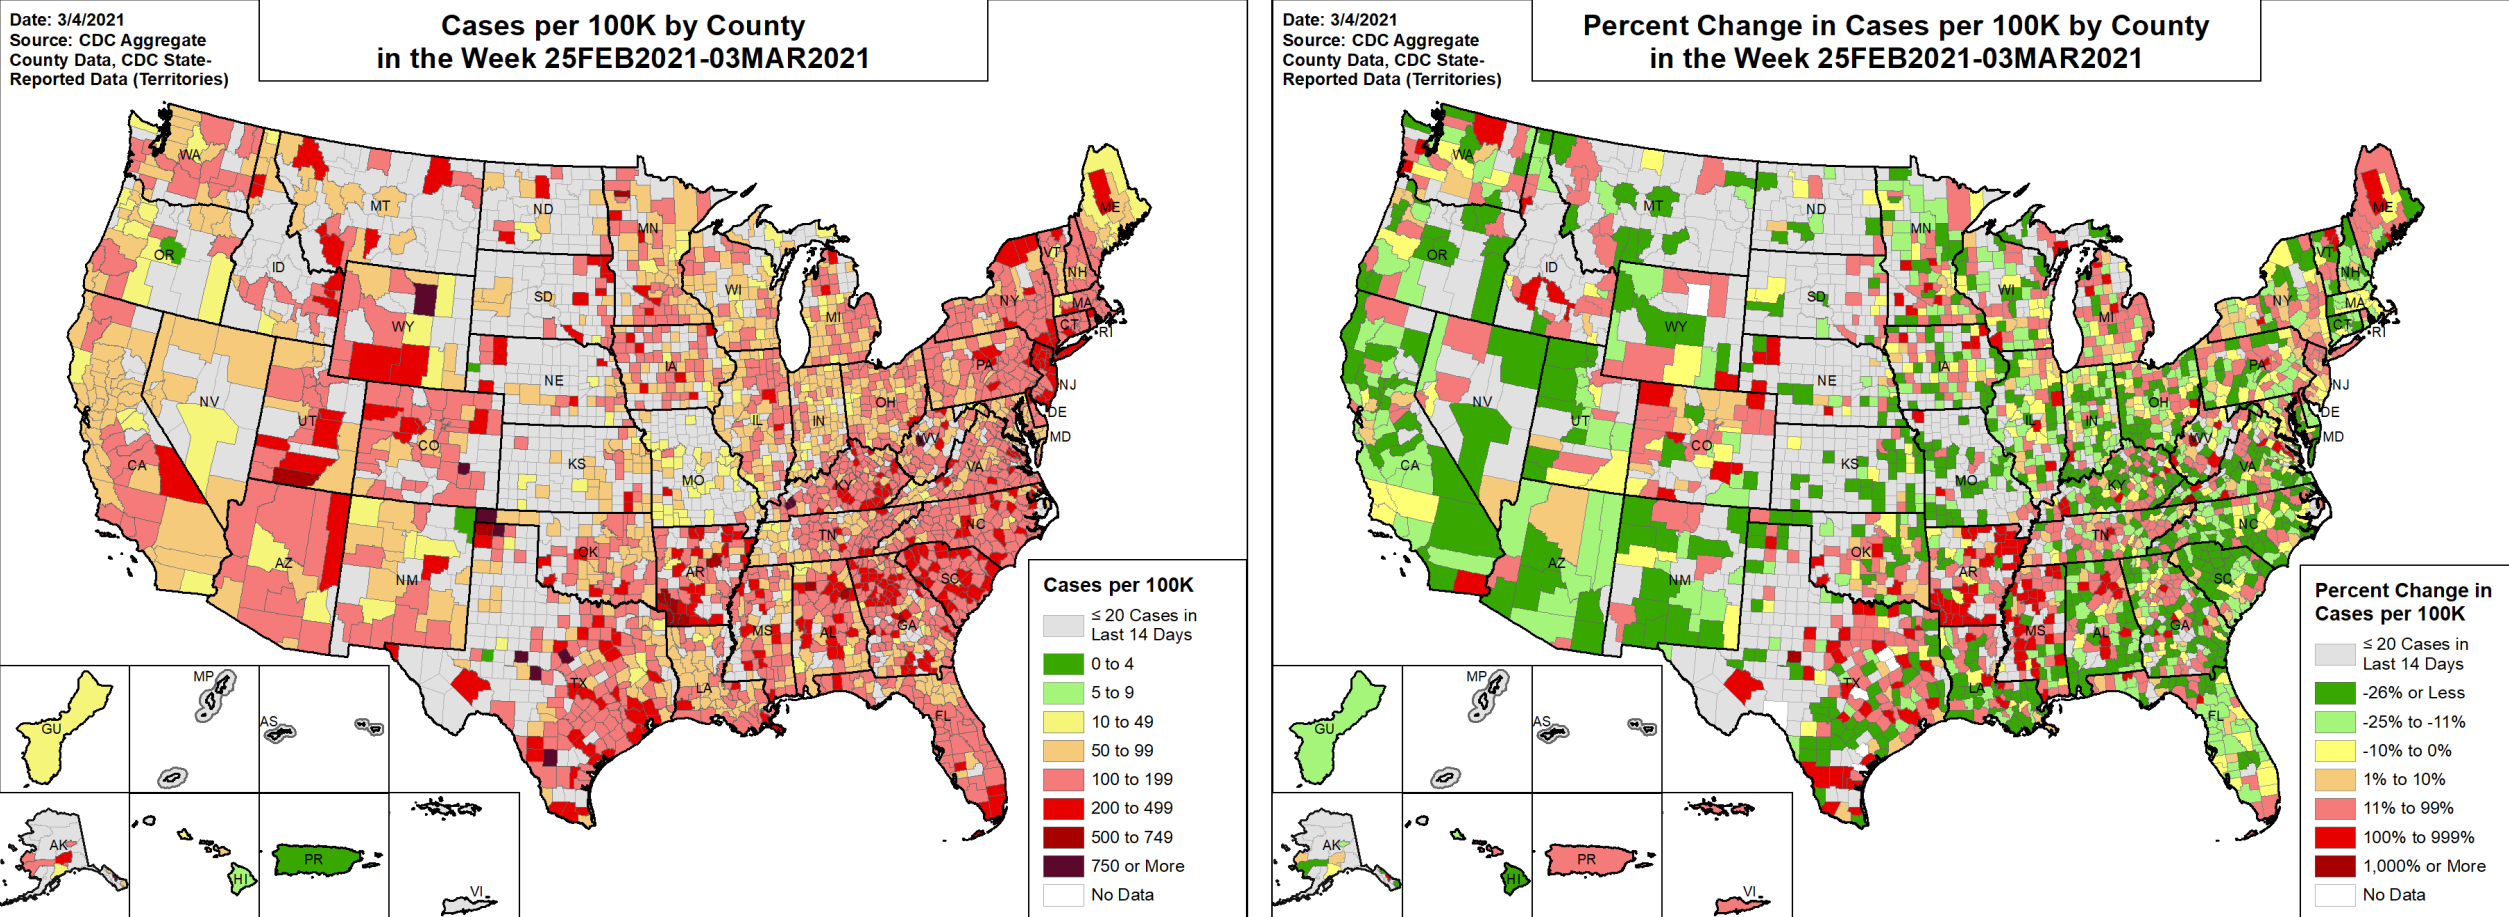 Date: 3/4/2021
Source: CDC Aggregate
County Data, CDC State-
Reported Data (Territories)
Cases per 100K by County
in the Week 25FEB2021-03MAR2021
WA
MT
ND
MN
ME
OR
ID
SD
WI
VT
NH
NY
MA
CT
RI
WY
MI
IA
PA
NE
NJ
NV
UT
CO
IL
IN
OH
DE
MD
WV
CA
KS
MO
KY
VA
NC
TN
AZ
NM
OK
AR
SC
MS
AL
GA
TX
LA
FL
GU
MP
AS
AK
HI
PR
VI
Cases per 100K
≤ 20 Cases in
Last 14 Days
0 to 4
5 to 9
10 to 49
50 to 99
100 to 199
200 to 499
500 to 749
750 or More
No Data
Date: 3/4/2021
Source: CDC Aggregate
County Data, CDC State-
Reported Data (Territories)
Percent Change in Cases per 100K by County
in the Week 25FEB2021-03MAR2021
WA
MT
ND
MN
ME
OR
ID
SD
WI
VT
NH
NY
MA
CT
RI
WY
MI
IA
PA
NE
NJ
NV
UT
CO
IL
IN
OH
DE
MD
WV
CA
KS
MO
KY
VA
NC
TN
AZ
NM
OK
AR
SC
MS
AL
GA
TX
LA
FL
GU
MP
AS
AK
HI
PR
VI
Percent Change in
Cases per 100K
≤ 20 Cases in
Last 14 Days
-26% or Less
-25% to -11%
-10% to 0%
1% to 10%
11% to 99%
100% to 999%
1,000% or More
No Data